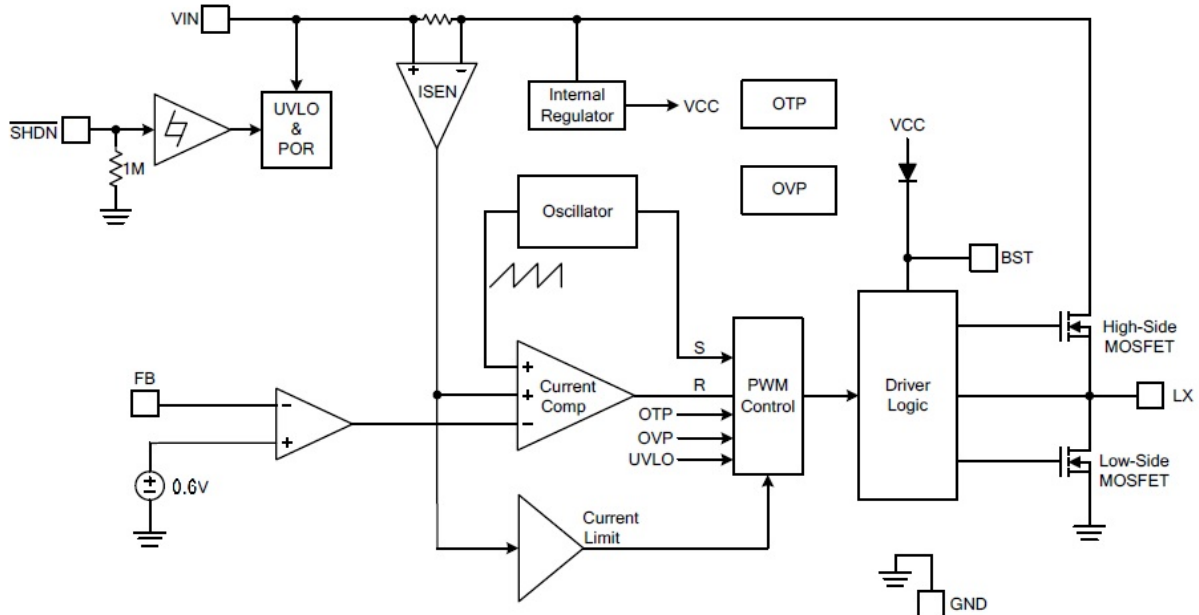 VIN
+ -
ISEN
SHDN
1M
UVLO
&
POR
Internal
Regulator
VCC
OTP
OVP
VCC
BST
Oscillator
FB
-
+
0.6V
+
+
-
Current
Comp
S
R
OTP
OVP
UVLO
PWM
Control
Driver
Logic
High-Side
MOSFET
LX
Low-Side
MOSFET
Current
Limit
GND